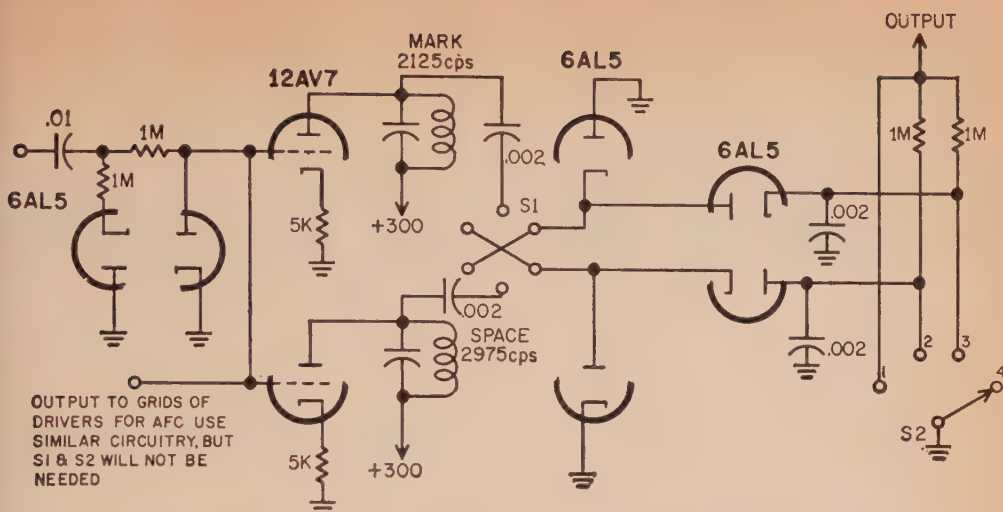 OUTPUT
MARK
2125cps
6AL5
12AV7
.01
1M
1M
1M
1M
6AL5
.002
6AL5
S1
5K
+300
.002
.002
SPACE
2975cps
.002
2
3
1
4
OUTPUT TO GRIDS OF
DRIVERS FOR AFC USE
SIMILAR CIRCUITRY, BUT
S1 & S2 WILL NOT BE
NEEDED
S2
5K
+300